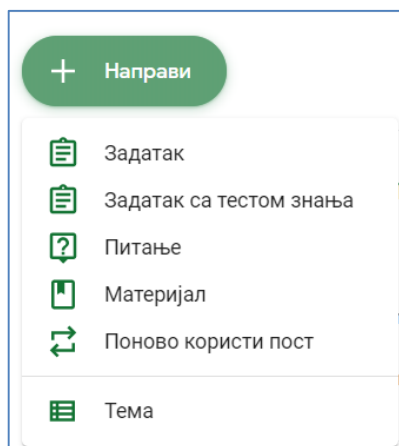 Направи
Задатак
Задатак са тестом знања
Питање
Материјал
Поново користи пост
Тема